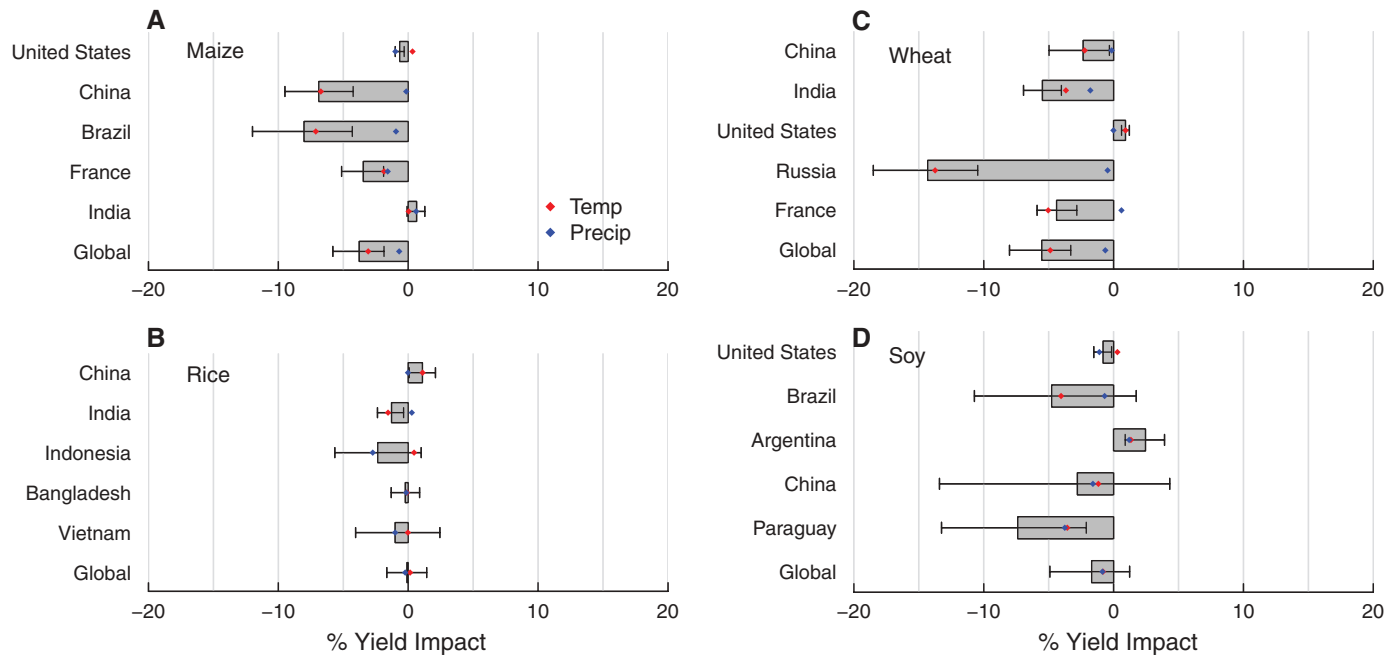 A
Maize
United States
China
Brazil
France
India
Global
Temp
Precip
−20
−10
0
10
20
B
Rice
China
India
Indonesia
Bangladesh
Vietnam
Global
−20
−10
0
10
20
% Yield Impact
C
Wheat
China
India
United States
Russia
France
Global
−20
−10
0
10
20
D
Soy
United States
Brazil
Argentina
China
Paraguay
Global
−20
−10
0
10
20
% Yield Impact